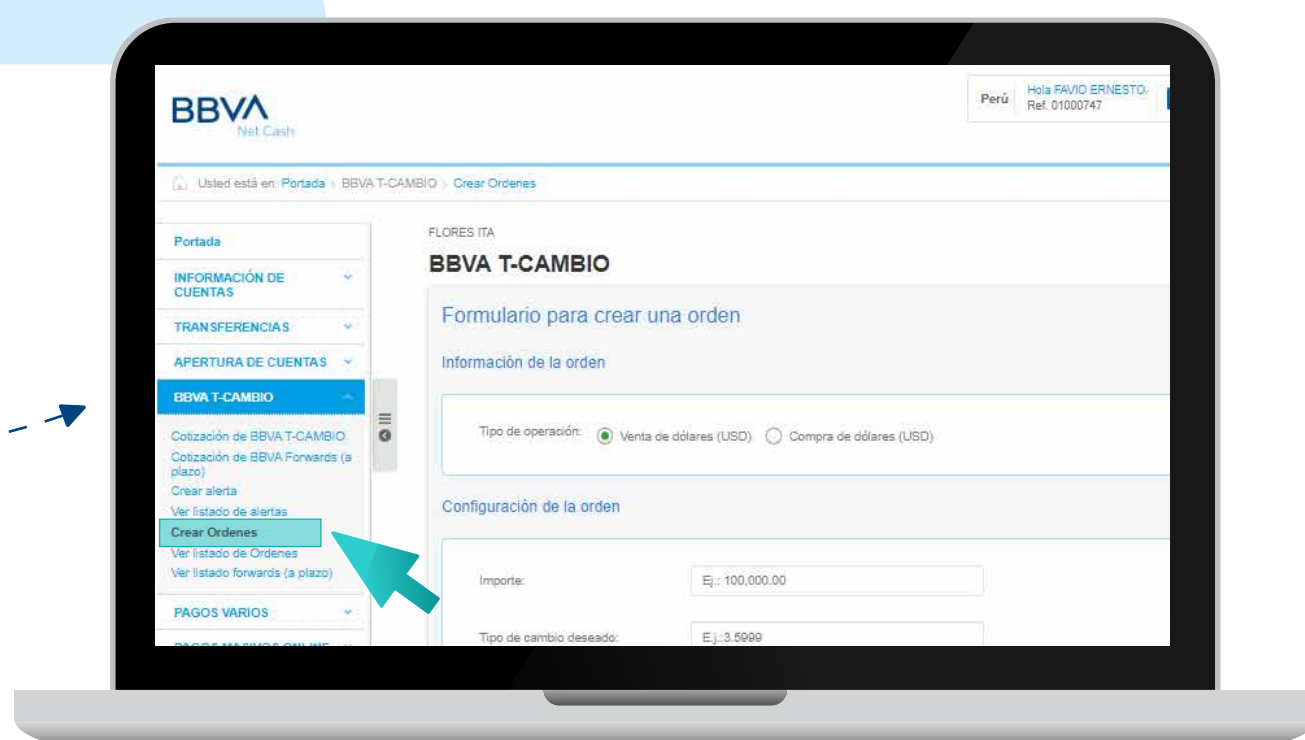 BBVA
Net Cash
Perú
Hola FAVIO ERNESTO
Ref. 01000747
Usted está en: Portada > BBVA T-CAMBIO > Crear Ordenes
Portada
INFORMACIÓN DE
CUENTAS
TRANSFERENCIAS
APERTURA DE CUENTAS
BBVA T-CAMBIO
Cotización de BBVA T-CAMBIO
Cotización de BBVA Forwards (a
plazo)
Crear alerta
Ver listado de alertas
Crear Ordenes
Ver listado de Ordenes
Ver listado forwards (a plazo)
PAGOS VARIOS
PAGOS MASIVOS ONLINE
FLORES ITA
BBVA T-CAMBIO
Formulario para crear una orden
Información de la orden
Tipo de operación: Venta de dólares (USD) Compra de dólares (USD)
Configuración de la orden
Importe: Ej.: 100,000.00
Tipo de cambio deseado: E.j.:3.5999